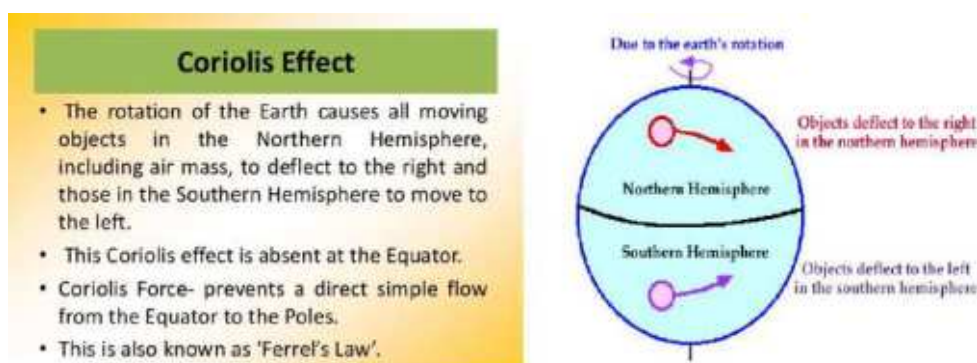 Coriolis Effect
• The rotation of the Earth causes all moving
objects in the Northern Hemisphere,
including air mass, to deflect to the right and
those in the Southern Hemisphere to move to
the left.
• This Coriolis effect is absent at the Equator.
• Coriolis Force- prevents a direct simple flow
from the Equator to the Poles.
• This is also known as 'Ferrel's Law'.
Due to the earth's rotation
Objects deflect to the right
in the northern hemisphere
Northern Hemisphere
Southern Hemisphere
Objects deflect to the left
in the southern hemisphere